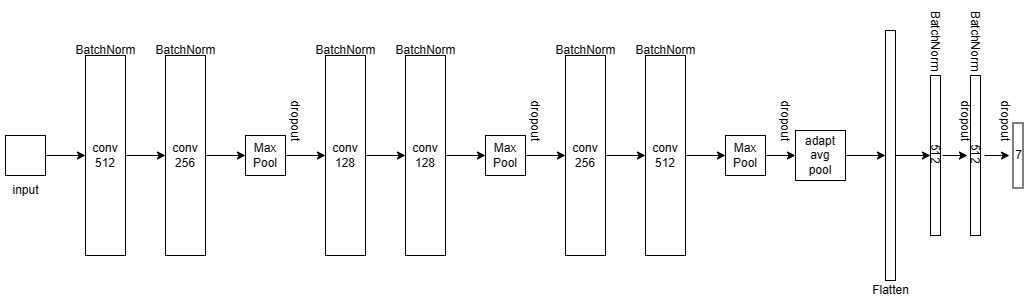 input
BatchNorm
conv
512
BatchNorm
conv
256
Max
Pool
dropout
BatchNorm
conv
128
BatchNorm
conv
128
Max
Pool
dropout
BatchNorm
conv
256
BatchNorm
conv
512
Max
Pool
dropout
adapt
avg
pool
Flatten
BatchNorm
512
dropout
BatchNorm
512
dropout
7